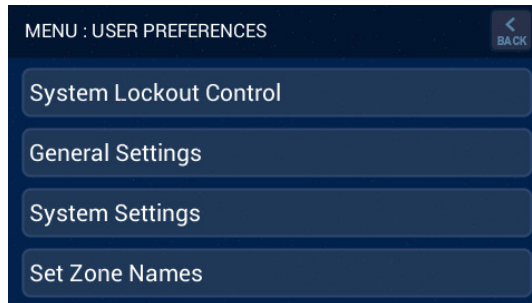 MENU : USER PREFERENCES
BACK
System Lockout Control
General Settings
System Settings
Set Zone Names